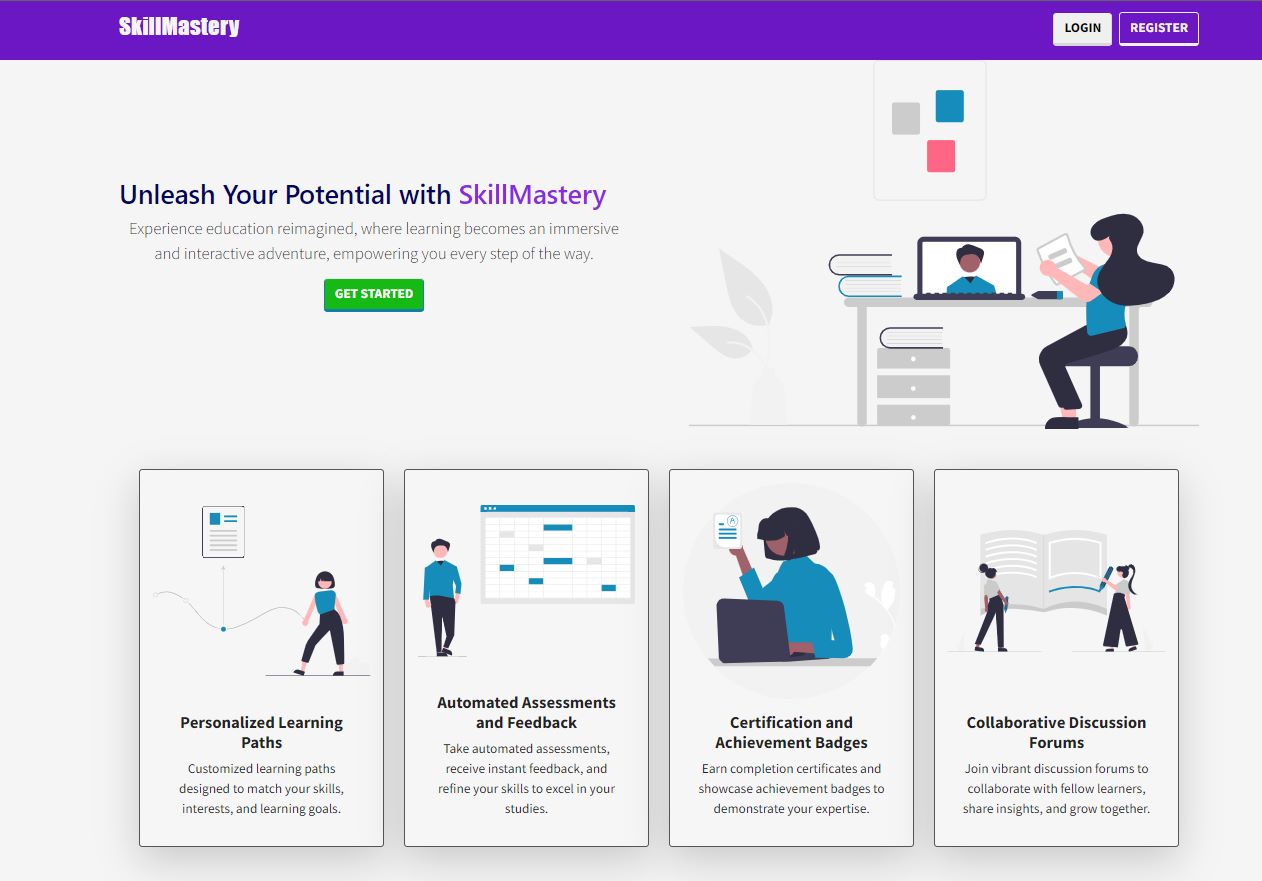 SkillMastery
LOGIN
REGISTER
Unleash Your Potential with SkillMastery
Experience education reimagined, where learning becomes an immersive
and interactive adventure, empowering you every step of the way.
GET STARTED
Personalized Learning
Paths
Customized learning paths
designed to match your skills,
interests, and learning goals.
Automated Assessments
and Feedback
Take automated assessments,
receive instant feedback, and
refine your skills to excel in your
studies.
A
Certification and
Achievement Badges
Earn completion certificates and
showcase achievement badges to
demonstrate your expertise.
Collaborative Discussion
Forums
Join vibrant discussion forums to
collaborate with fellow learners,
share insights, and grow together.